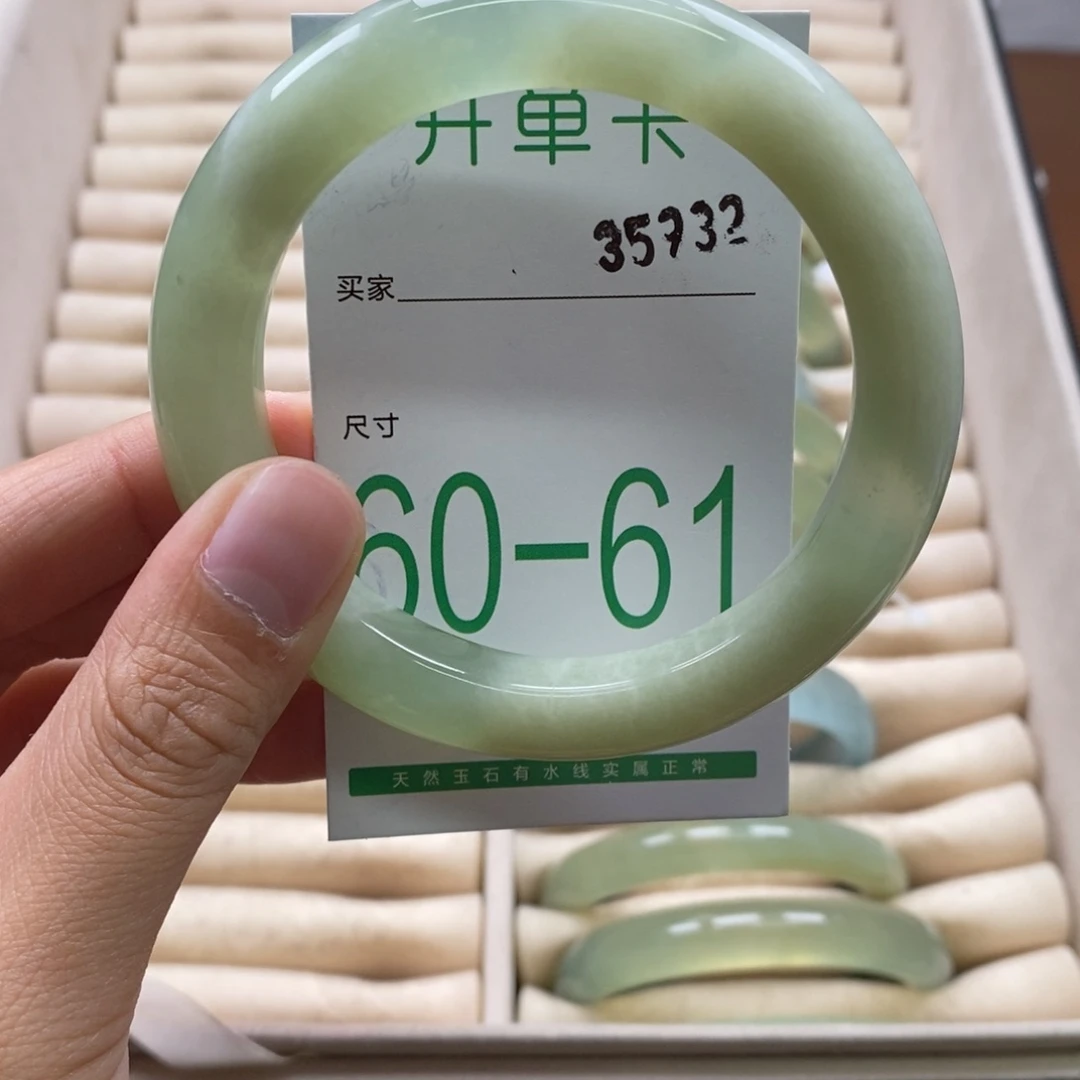 开单卡
35732
买家
尺寸
60-61
天然玉石有水线实属正常